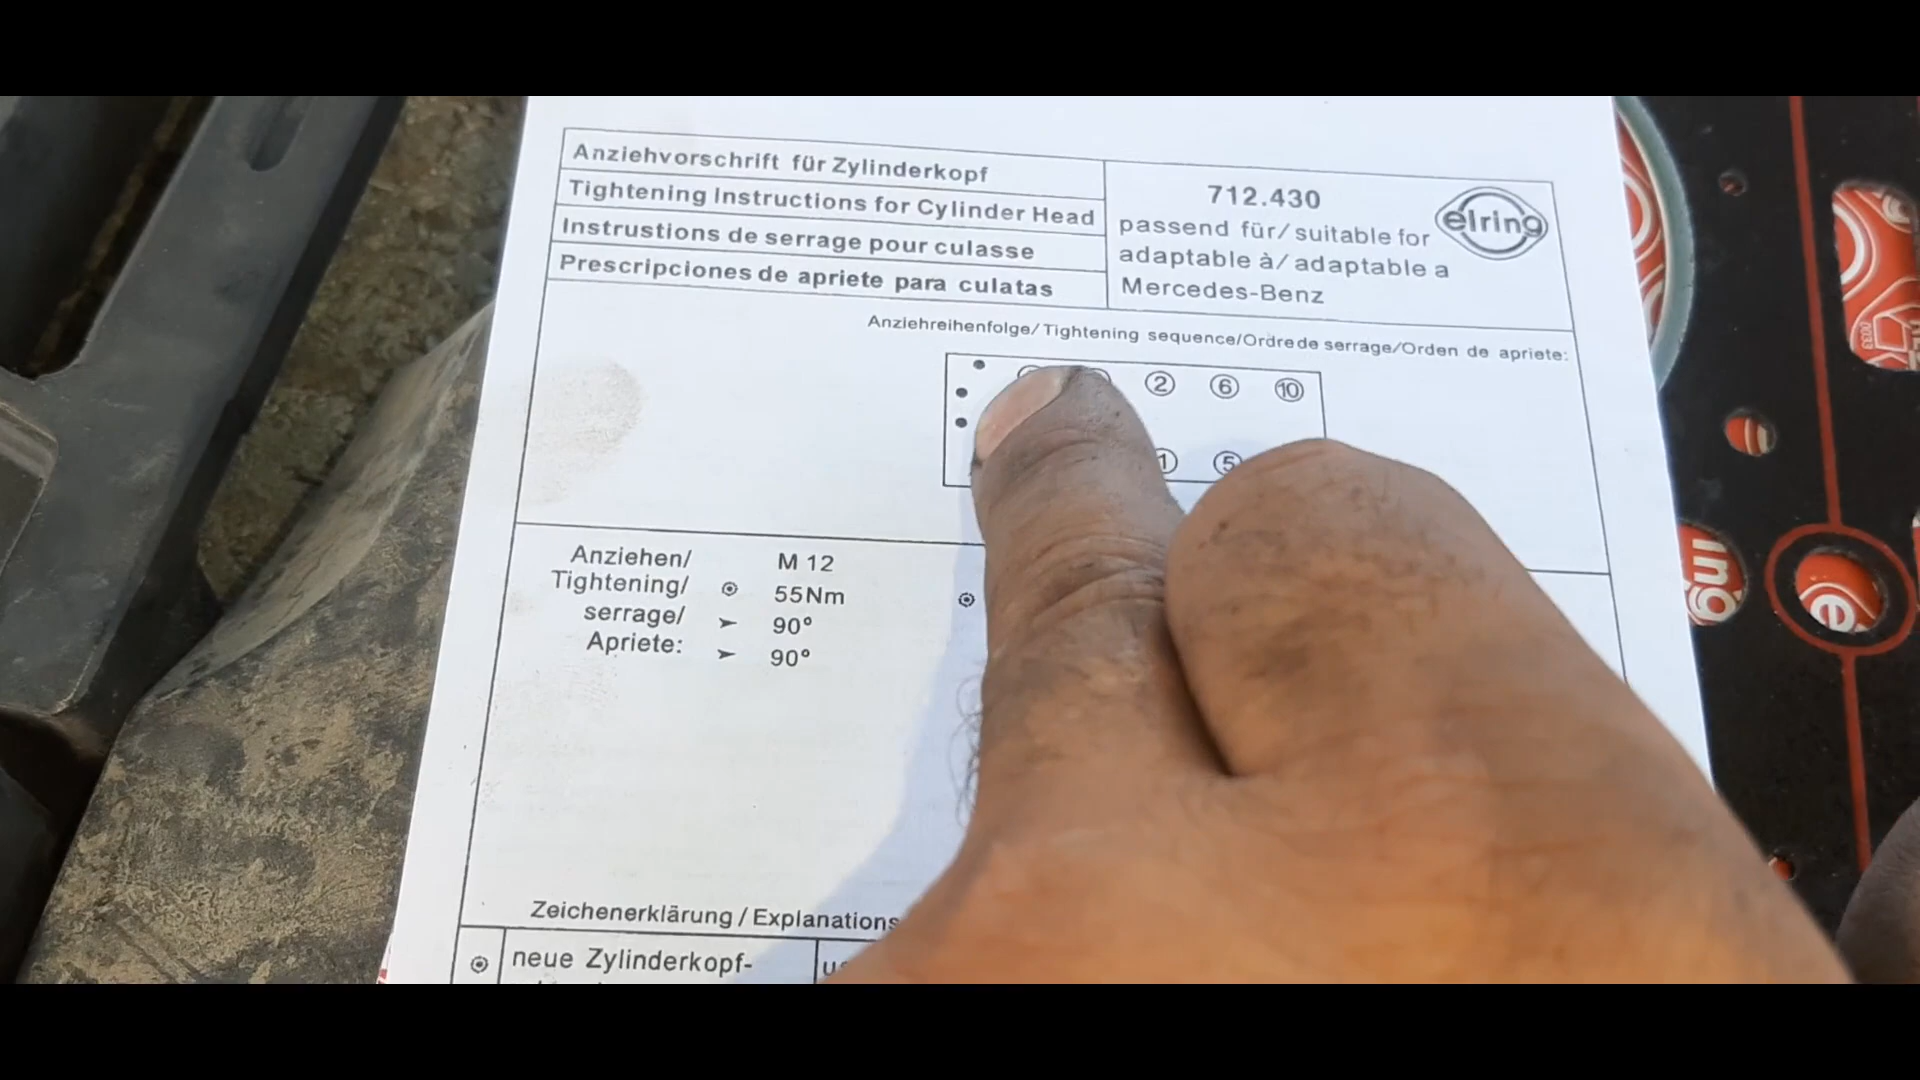 Anziehvorschrift für Zylinderkopf
Tightening Instructions for Cylinder Head
Instrustions de serrage pour culasse
Prescripciones de apriete para culatas
712.430
elring
passend für/suitable for
adaptable à/adaptable a
Mercedes-Benz
Anziehreihenfolge/Tightening sequence/Ordre de serrage/Orden de apriete:
2 6 10
1 5
Anziehen/ M 12
Tightening/ 55Nm
serrage/ 90°
Apriete: 90°
Zeichenerklärung / Explanations
neue Zylinderkopf-
ing
e
0033